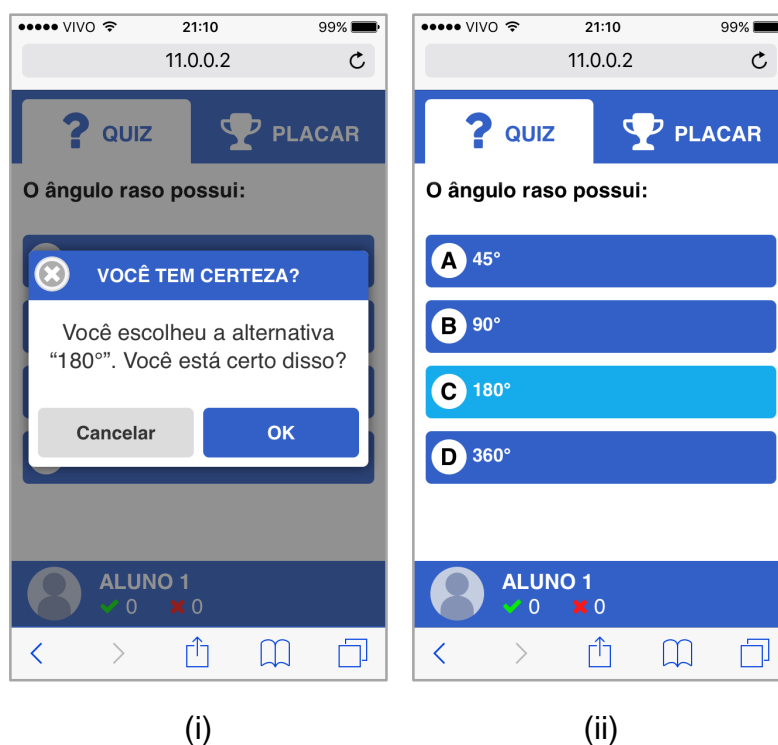 VIVO 21:10 99%
11.0.0.2
? QUIZ PLACAR
O ângulo raso possui:
VOCÊ TEM CERTEZA?
Você escolheu a alternativa
“180°”. Você está certo disso?
Cancelar OK
ALUNO 1
0 0
(i)
VIVO 21:10 99%
11.0.0.2
? QUIZ PLACAR
O ângulo raso possui:
A 45°
B 90°
C 180°
D 360°
ALUNO 1
0 0
(ii)